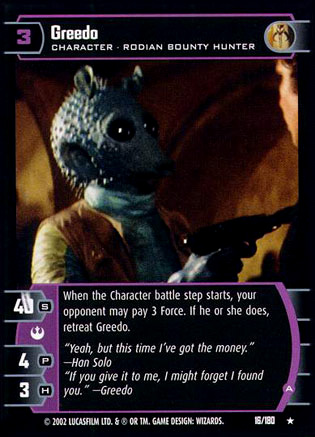 3
Greedo
CHARACTER · RODIAN BOUNTY HUNTER
40 S
When the Character battle step starts, your
opponent may pay 3 Force. If he or she does,
retreat Greedo.
4 P
"Yeah, but this time I've got the money."
—Han Solo
3 H
"If you give it to me, I might forget I found
you." —Greedo
A
© 2002 LUCASFILM LTD. & ® OR TM. GAME DESIGN: WIZARDS. 16/180 ★